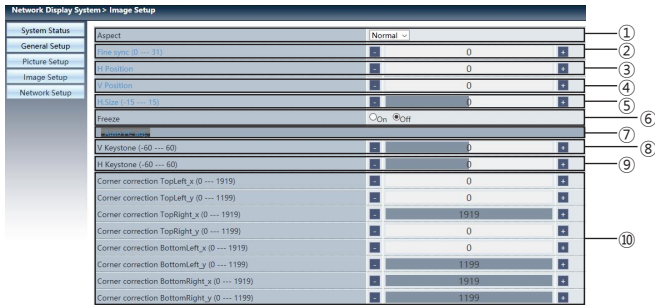 Network Display System > Image Setup
System Status
General Setup
Picture Setup
Image Setup
Network Setup
Aspect Normal ①
Fine sync (0 --- 31) - 0 + ②
H Position - 0 + ③
V Position - 0 + ④
H.Size (-15 --- 15) - 0 + ⑤
Freeze On Off ⑥
Auto PC adj. ⑦
V Keystone (-60 --- 60) - 0 + ⑧
H Keystone (-60 --- 60) - 0 + ⑨
Corner correction TopLeft_x (0 --- 1919) - 0 +
Corner correction TopLeft_y (0 --- 1199) - 0 +
Corner correction TopRight_x (0 --- 1919) - 1919 +
Corner correction TopRight_y (0 --- 1199) - 0 +
Corner correction BottomLeft_x (0 --- 1919) - 0 + ⑩
Corner correction BottomLeft_y (0 --- 1199) - 1199 +
Corner correction BottomRight_x (0 --- 1919) - 1919 +
Corner correction BottomRight_y (0 --- 1199) - 1199 +